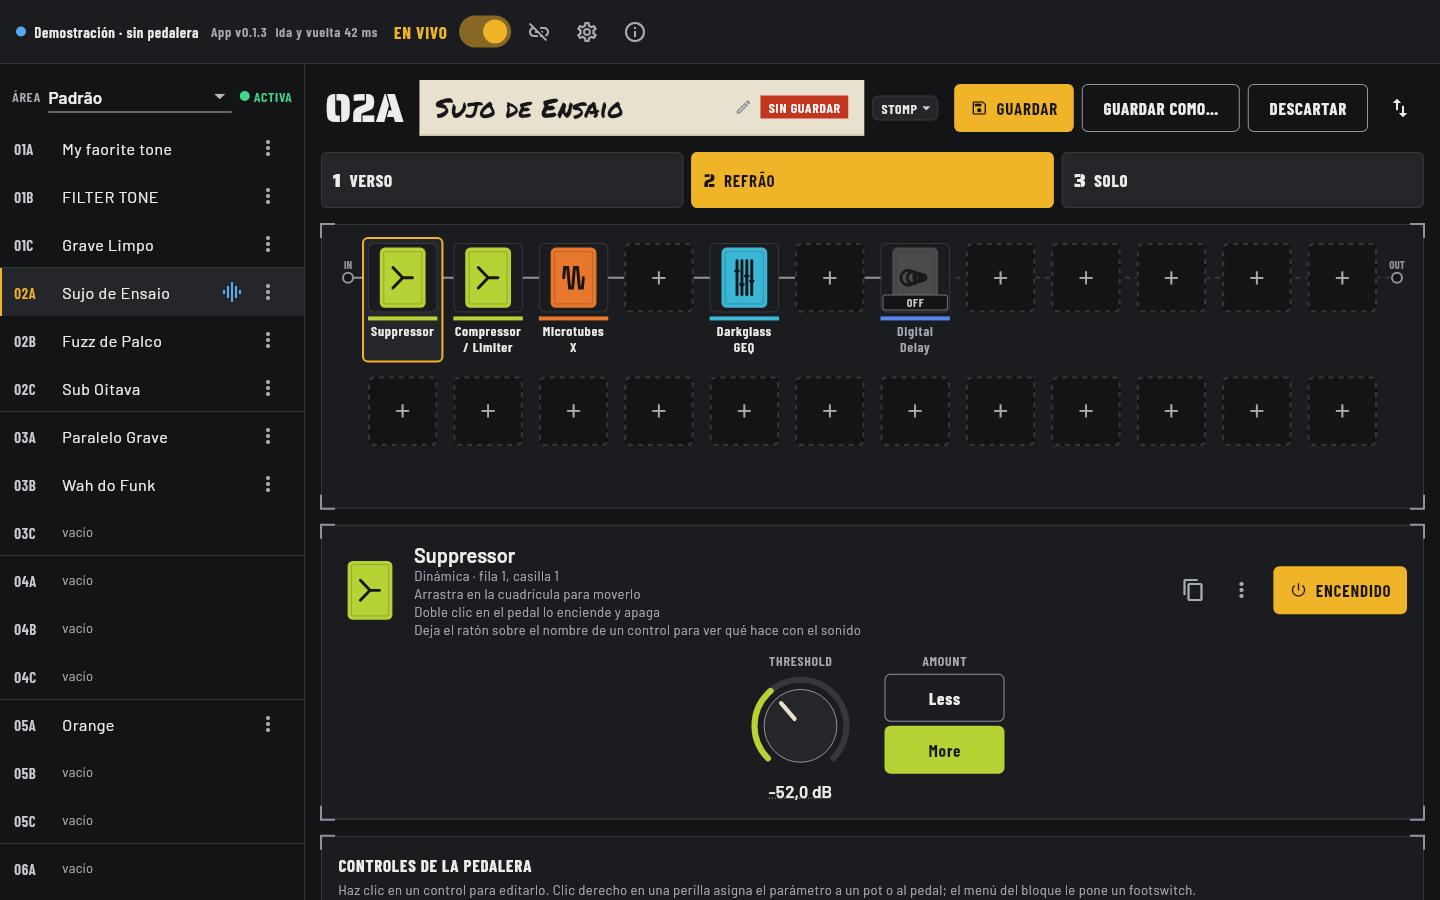 Demostración · sin pedalera App v0.1.3 Ida y vuelta 42 ms EN VIVO
ÁREA Padrão ACTIVA
01A My faorite tone
01B FILTER TONE
01C Grave Limpo
02A Sujo de Ensaio
02B Fuzz de Palco
02C Sub Oitava
03A Paralelo Grave
03B Wah do Funk
03C vacío
04A vacío
04B vacío
04C vacío
05A Orange
05B vacío
05C vacío
06A vacío
02A Sujo de Ensaio SIN GUARDAR STOMP GUARDAR GUARDAR COMO... DESCARTAR
1 VERSO 2 REFRÃO 3 SOLO
IN OUT
OFF
Suppressor
Compressor / Limiter
Microtubes X
Darkglass GEQ
Digital Delay
Suppressor
Dinámica · fila 1, casilla 1
Arrastra en la cuadrícula para moverlo
Doble clic en el pedal lo enciende y apaga
Deja el ratón sobre el nombre de un control para ver qué hace con el sonido
ENCENDIDO
THRESHOLD AMOUNT
Less
More
-52,0 dB
CONTROLES DE LA PEDALERA
Haz clic en un control para editarlo. Clic derecho en una perilla asigna el parámetro a un pot o al pedal; el menú del bloque le pone un footswitch.